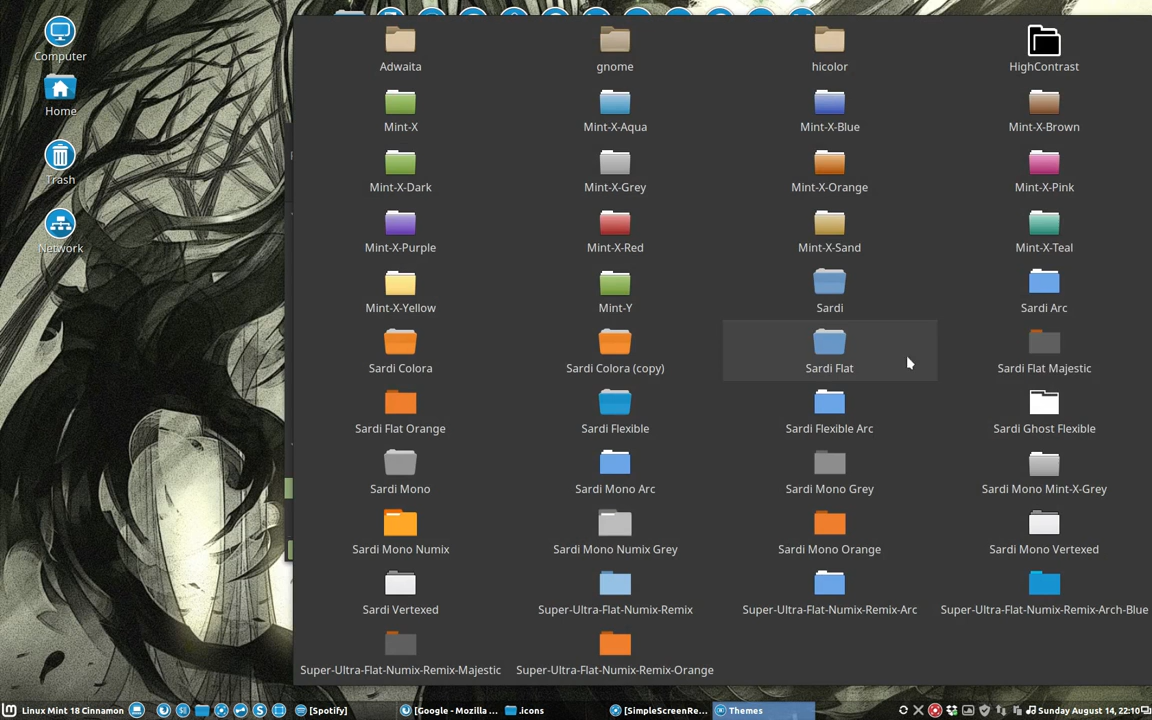 Computer
Home
Trash
Network
Adwaita
gnome
hicolor
HighContrast
Mint-X
Mint-X-Aqua
Mint-X-Blue
Mint-X-Brown
Mint-X-Dark
Mint-X-Grey
Mint-X-Orange
Mint-X-Pink
Mint-X-Purple
Mint-X-Red
Mint-X-Sand
Mint-X-Teal
Mint-X-Yellow
Mint-Y
Sardi
Sardi Arc
Sardi Colora
Sardi Colora (copy)
Sardi Flat
Sardi Flat Majestic
Sardi Flat Orange
Sardi Flexible
Sardi Flexible Arc
Sardi Ghost Flexible
Sardi Mono
Sardi Mono Arc
Sardi Mono Grey
Sardi Mono Mint-X-Grey
Sardi Mono Numix
Sardi Mono Numix Grey
Sardi Mono Orange
Sardi Mono Vertexed
Sardi Vertexed
Super-Ultra-Flat-Numix-Remix
Super-Ultra-Flat-Numix-Remix-Arc
Super-Ultra-Flat-Numix-Remix-Arch-Blue
Super-Ultra-Flat-Numix-Remix-Majestic
Super-Ultra-Flat-Numix-Remix-Orange
Linux Mint 18 Cinnamon
[Spotify]
[Google - Mozilla ...
.icons
[SimpleScreenRe...
Themes
Sunday August 14, 22:10